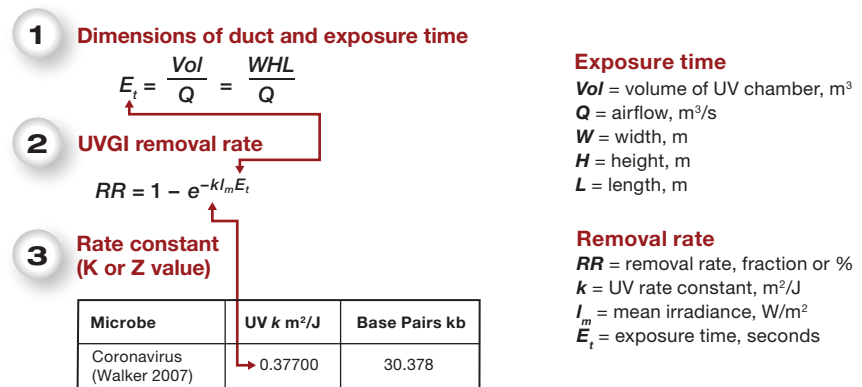 1 Dimensions of duct and exposure time
Eₜ = Vol / Q = WHL / Q
2 UVGI removal rate
RR = 1 – e^–kIₘEₜ
3 Rate constant
(K or Z value)
Microbe UV k m²/J Base Pairs kb
Coronavirus
(Walker 2007) 0.37700 30.378
Exposure time
Vol = volume of UV chamber, m³
Q = airflow, m³/s
W = width, m
H = height, m
L = length, m
Removal rate
RR = removal rate, fraction or %
k = UV rate constant, m²/J
Iₘ = mean irradiance, W/m²
Eₜ = exposure time, seconds